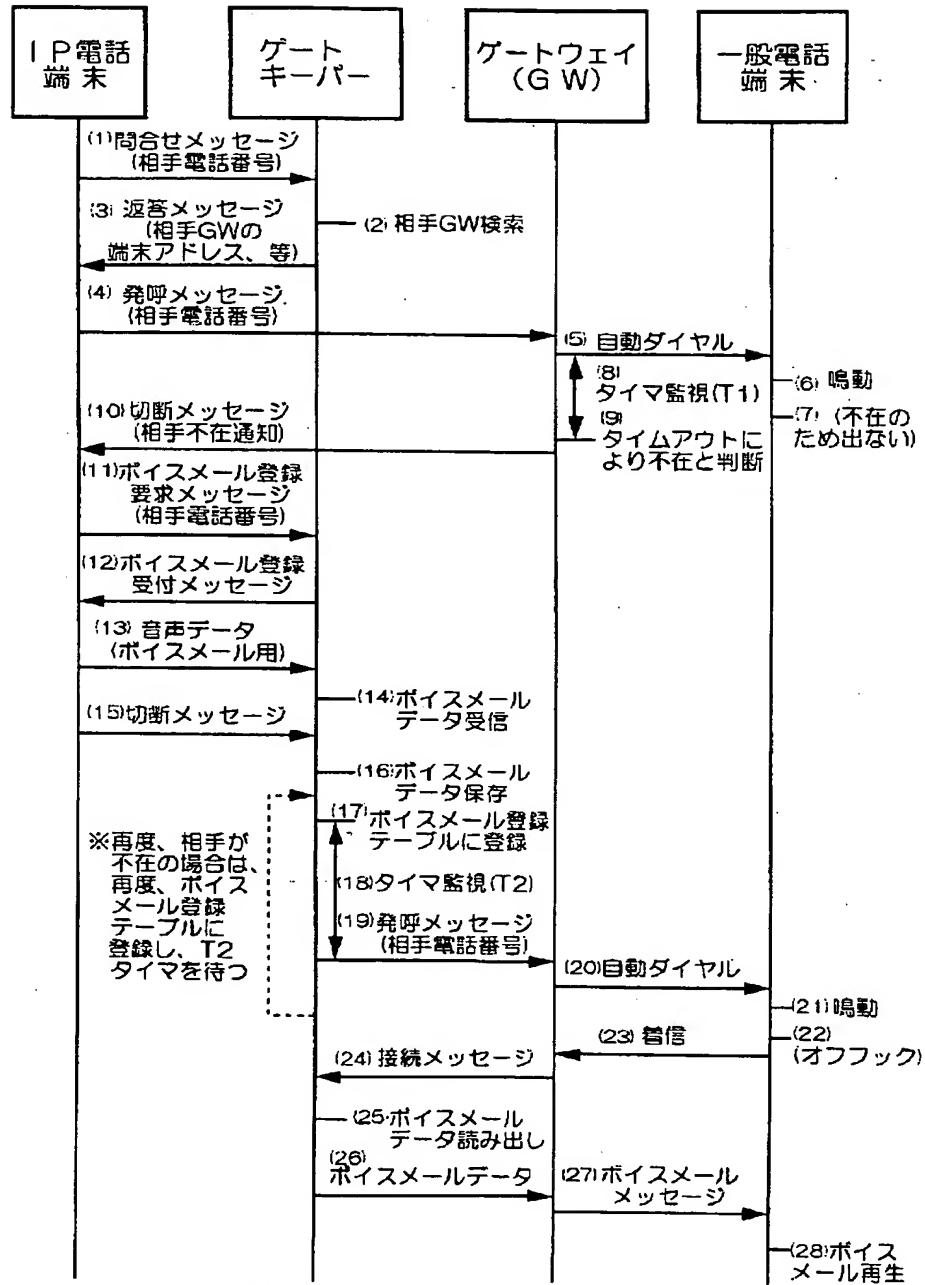 IP電話
端末
ゲート
キーパー
ゲートウェイ
(GW)
一般電話
端末
(1)問合せメッセージ
(相手電話番号)
(2)相手GW検索
(3)返答メッセージ
(相手GWの
端末アドレス、等)
(4)発呼メッセージ
(相手電話番号)
(5)自動ダイヤル
(6)鳴動
(7)(不在の
ため出ない)
(8)
タイマ監視(T1)
(9)
タイムアウトに
より不在と判断
(10)切断メッセージ
(相手不在通知)
(11)ボイスメール登録
要求メッセージ
(相手電話番号)
(12)ボイスメール登録
受付メッセージ
(13)音声データ
(ボイスメール用)
(14)ボイスメール
データ受信
(15)切断メッセージ
(16)ボイスメール
データ保存
(17)ボイスメール登録
テーブルに登録
※再度、相手が
不在の場合は、
再度、ボイス
メール登録
テーブルに
登録し、T2
タイマを待つ
(18)タイマ監視(T2)
(19)発呼メッセージ
(相手電話番号)
(20)自動ダイヤル
(21)鳴動
(22)
(オフフック)
(23)着信
(24)接続メッセージ
(25)ボイスメール
データ読み出し
(26)
ボイスメールデータ
(27)ボイスメール
メッセージ
(28)ボイス
メール再生